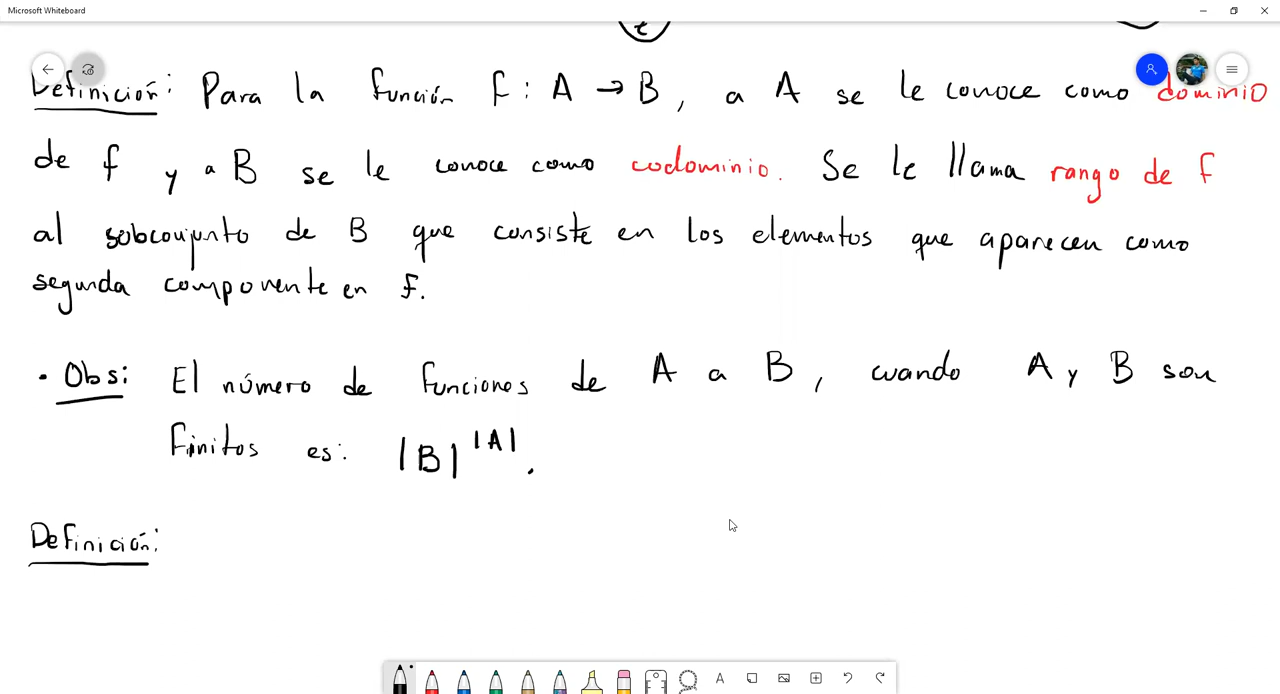 Microsoft Whiteboard
Definición: Para la función f : A → B, a A se le conoce como dominio
de f y a B se le conoce como codominio. Se le llama rango de f
al subconjunto de B que consiste en los elementos que aparecen como
segunda componente en f.
• Obs: El número de funciones de A a B, cuando A y B son
finitos es: |B|^|A|.
Definición: